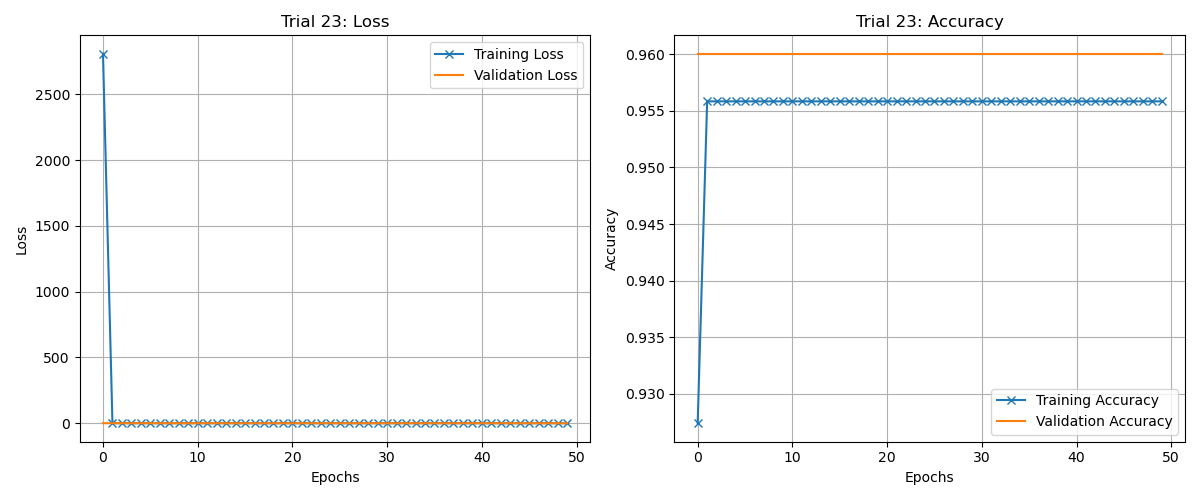 Trial 23: Loss
Loss
2500
2000
1500
1000
500
0
0 10 20 30 40 50
Epochs
Training Loss
Validation Loss
Trial 23: Accuracy
Accuracy
0.960
0.955
0.950
0.945
0.940
0.935
0.930
0 10 20 30 40 50
Epochs
Training Accuracy
Validation Accuracy